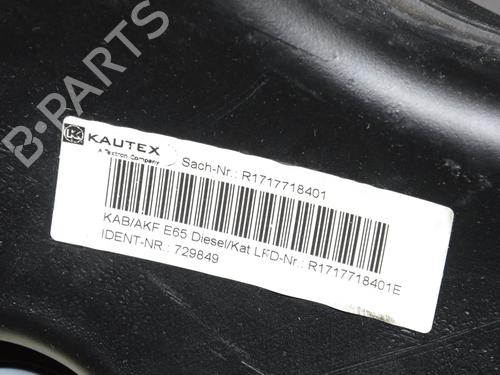 B-PARTS
KAUTEX
A Textron Company
Sach-Nr.: R1717718401
KAB/AKF E65 Diesel/Kat LFD-Nr.: R1717718401E
IDENT-NR.: 729849